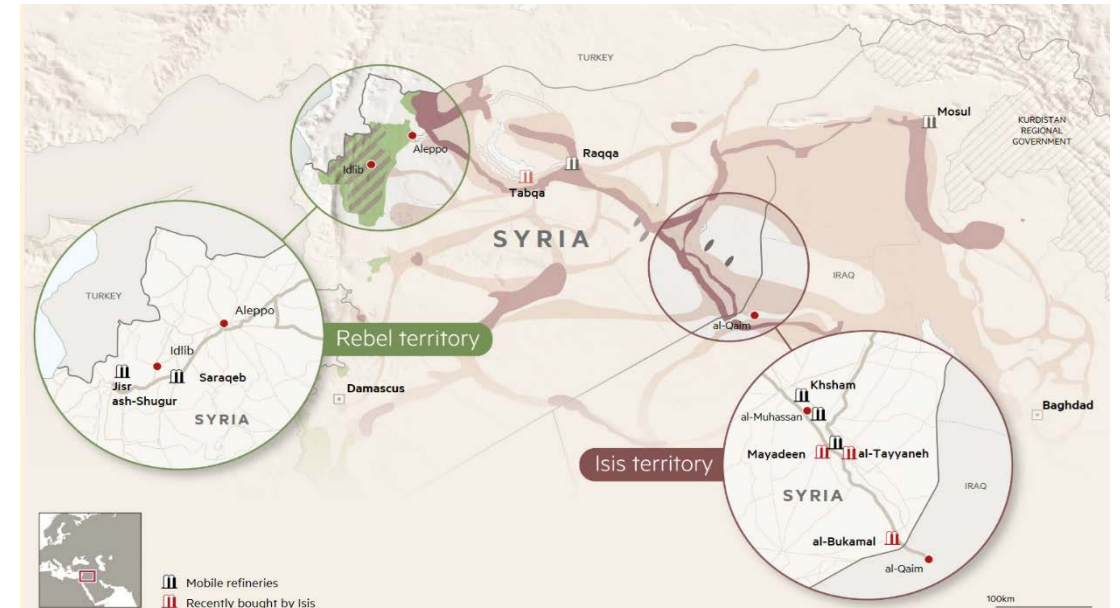 TURKEY
Mosul
KURDISTAN
REGIONAL
GOVERNMENT
Aleppo
Idlib
Raqqa
Tabqa
SYRIA
IRAQ
al-Qaim
Damascus
Baghdad
TURKEY
Aleppo
Idlib
Jisr
ash-Shugur
Saraqeb
SYRIA
Rebel territory
Isis territory
Khsham
al-Muhassan
Mayadeen
al-Tayyaneh
SYRIA
IRAQ
al-Bukamal
al-Qaim
Mobile refineries
Recently bought by Isis
100km